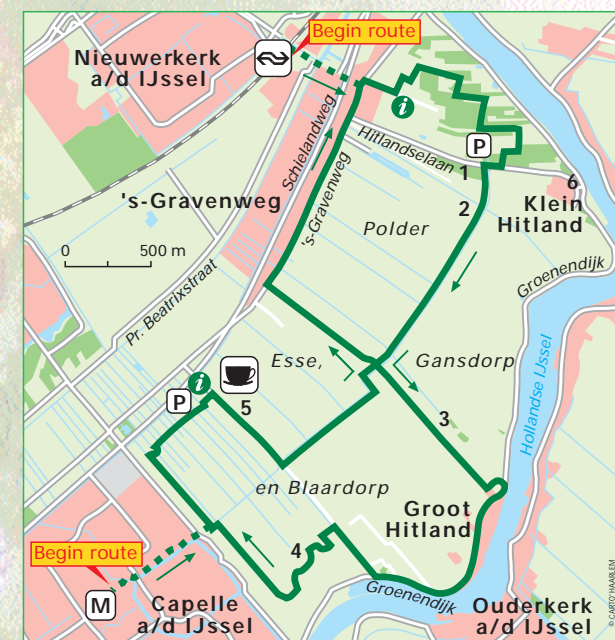 Begin route
Nieuwerkerk
a/d IJssel
i
Schielandweg
Hitlandselaan
P
1
6
's-Gravenweg
's-Gravenweg
2
Klein
Hitland
Polder
0 500 m
Groenendijk
Pr. Beatrixstraat
Hollandse IJssel
Esse,
Gansdorp
i
P
5
3
en Blaardorp
Groot
Hitland
4
Begin route
M
Groenendijk
Capelle
a/d IJssel
Ouderkerk
a/d IJssel
© CARTO HAARLEM